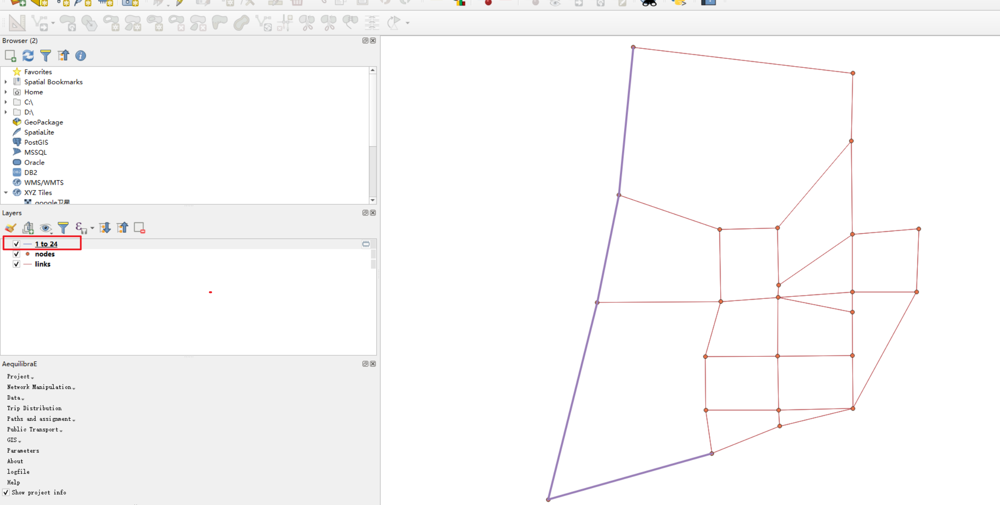 Browser (2)
Favorites
Spatial Bookmarks
Home
C:\
D:\
GeoPackage
SpatiaLite
PostGIS
MSSQL
Oracle
DB2
DB2
WMS/WMTS
XYZ Tiles
google卫星
Layers
1 to 24
nodes
links
AequilibraE
Project
Network Manipulation
Data
Trip Distribution
Paths and assignment
Public Transport
GIS
Parameters
About
logfile
Help
Show project info